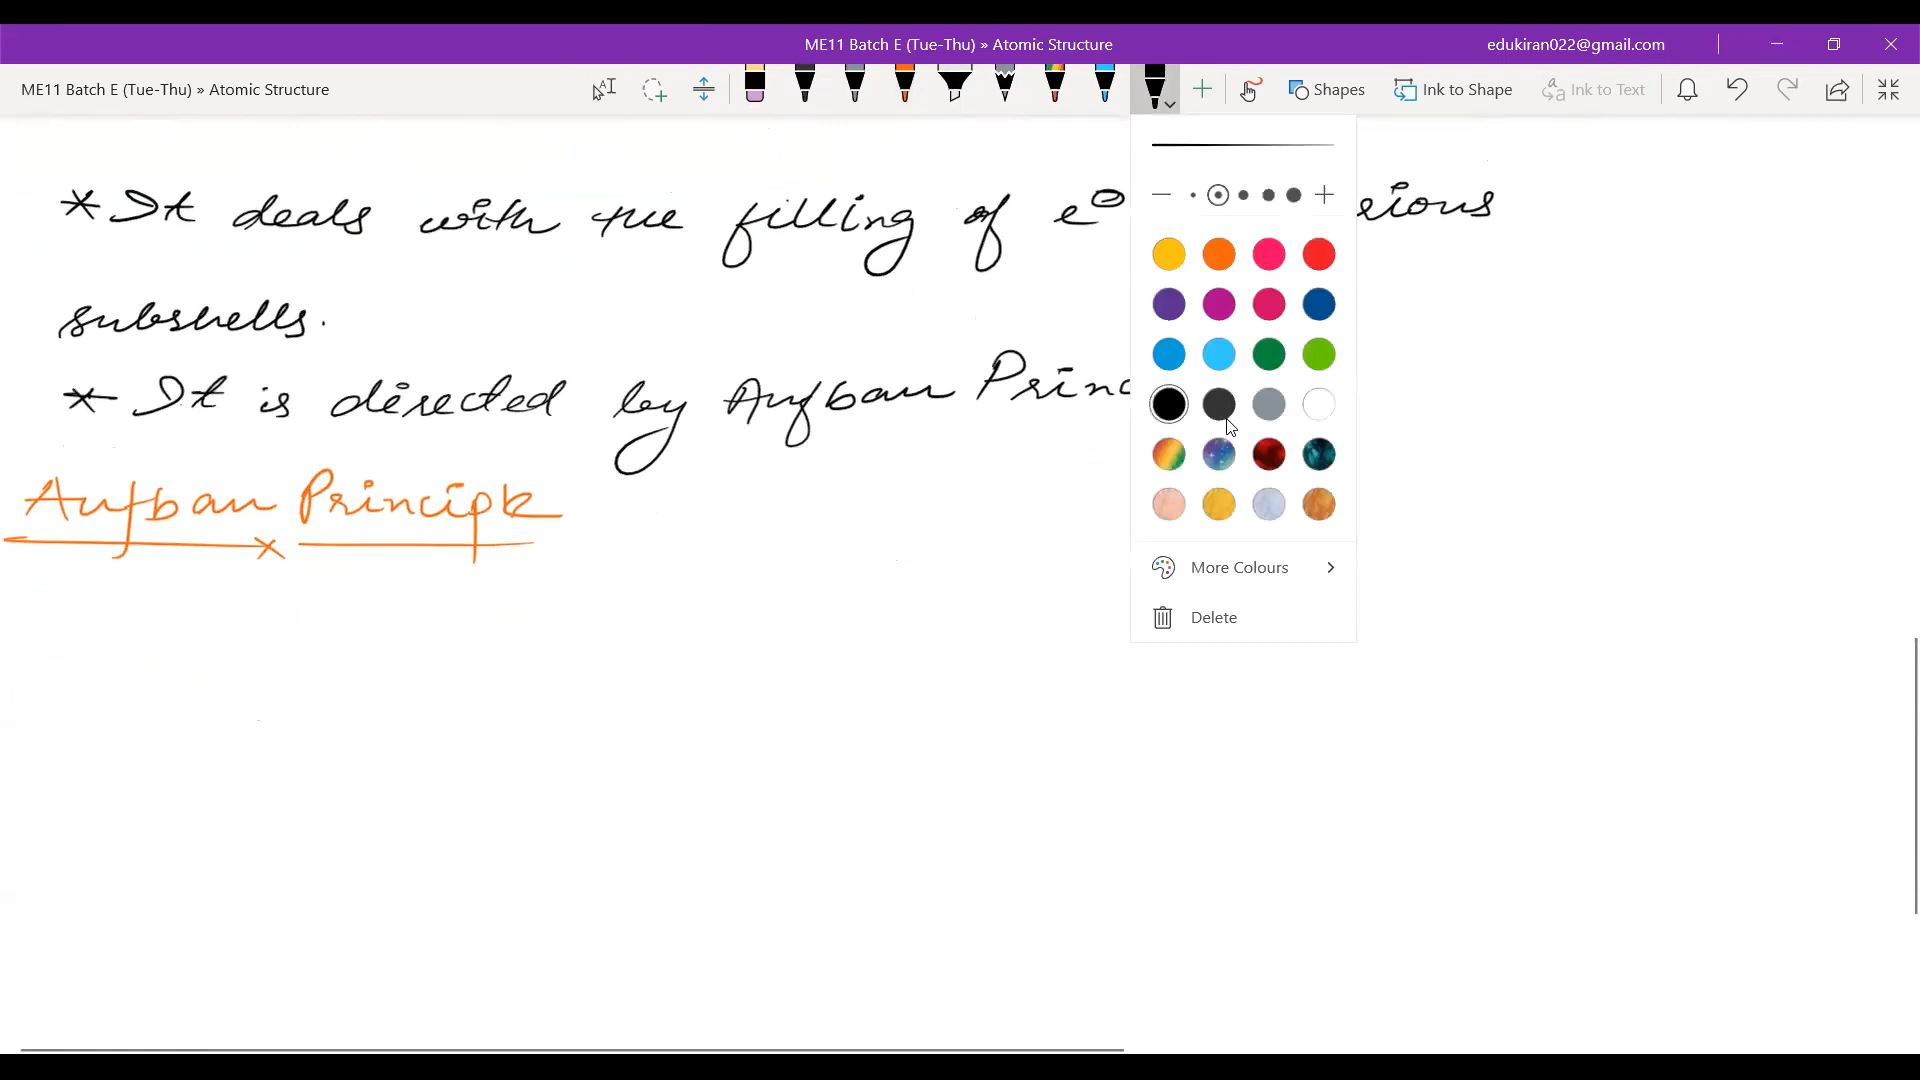 ME11 Batch E (Tue-Thu) » Atomic Structure
edukiran022@gmail.com
ME11 Batch E (Tue-Thu) » Atomic Structure
Shapes
Ink to Shape
Ink to Text
* It deals with the filling of e⊖ rious
subshells.
* It is directed by Aufbau Princ
Aufbau Principle
More Colours
Delete